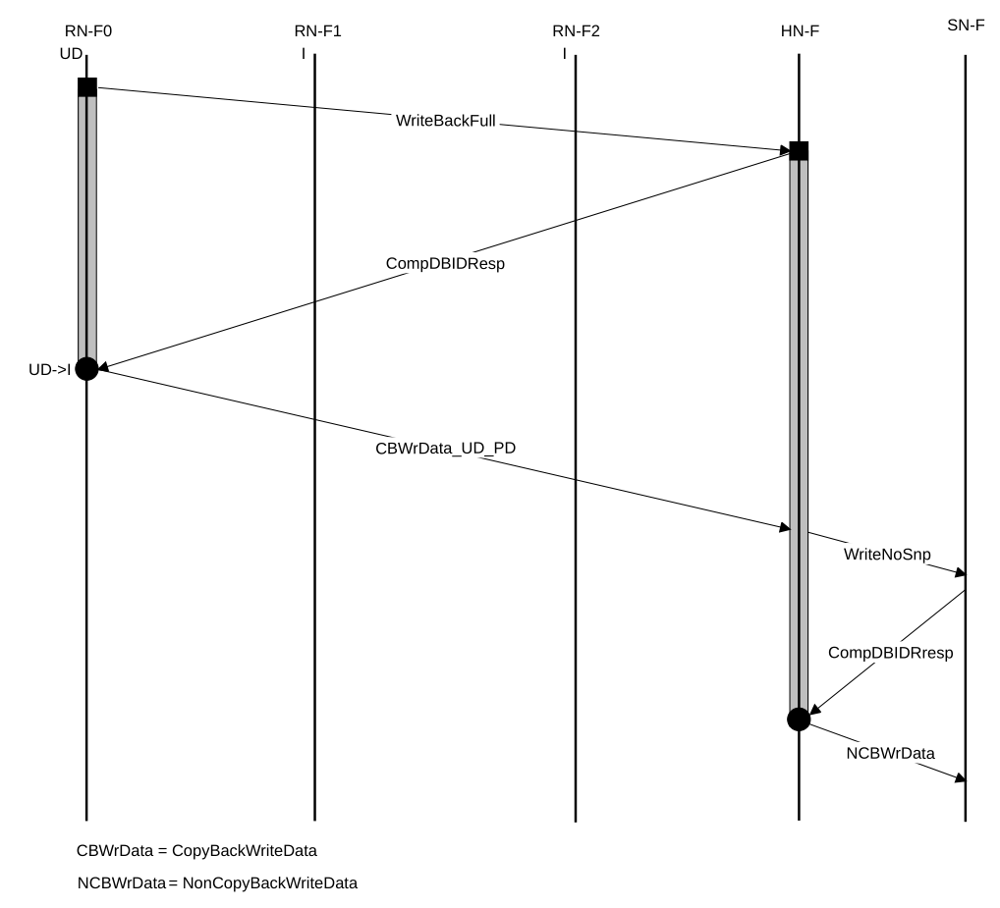 RN-F0 RN-F1 RN-F2 HN-F SN-F
UD I I
WriteBackFull
CompDBIDResp
UD->I
CBWrData_UD_PD
WriteNoSnp
CompDBIDRresp
NCBWrData
CBWrData = CopyBackWriteData
NCBWrData = NonCopyBackWriteData